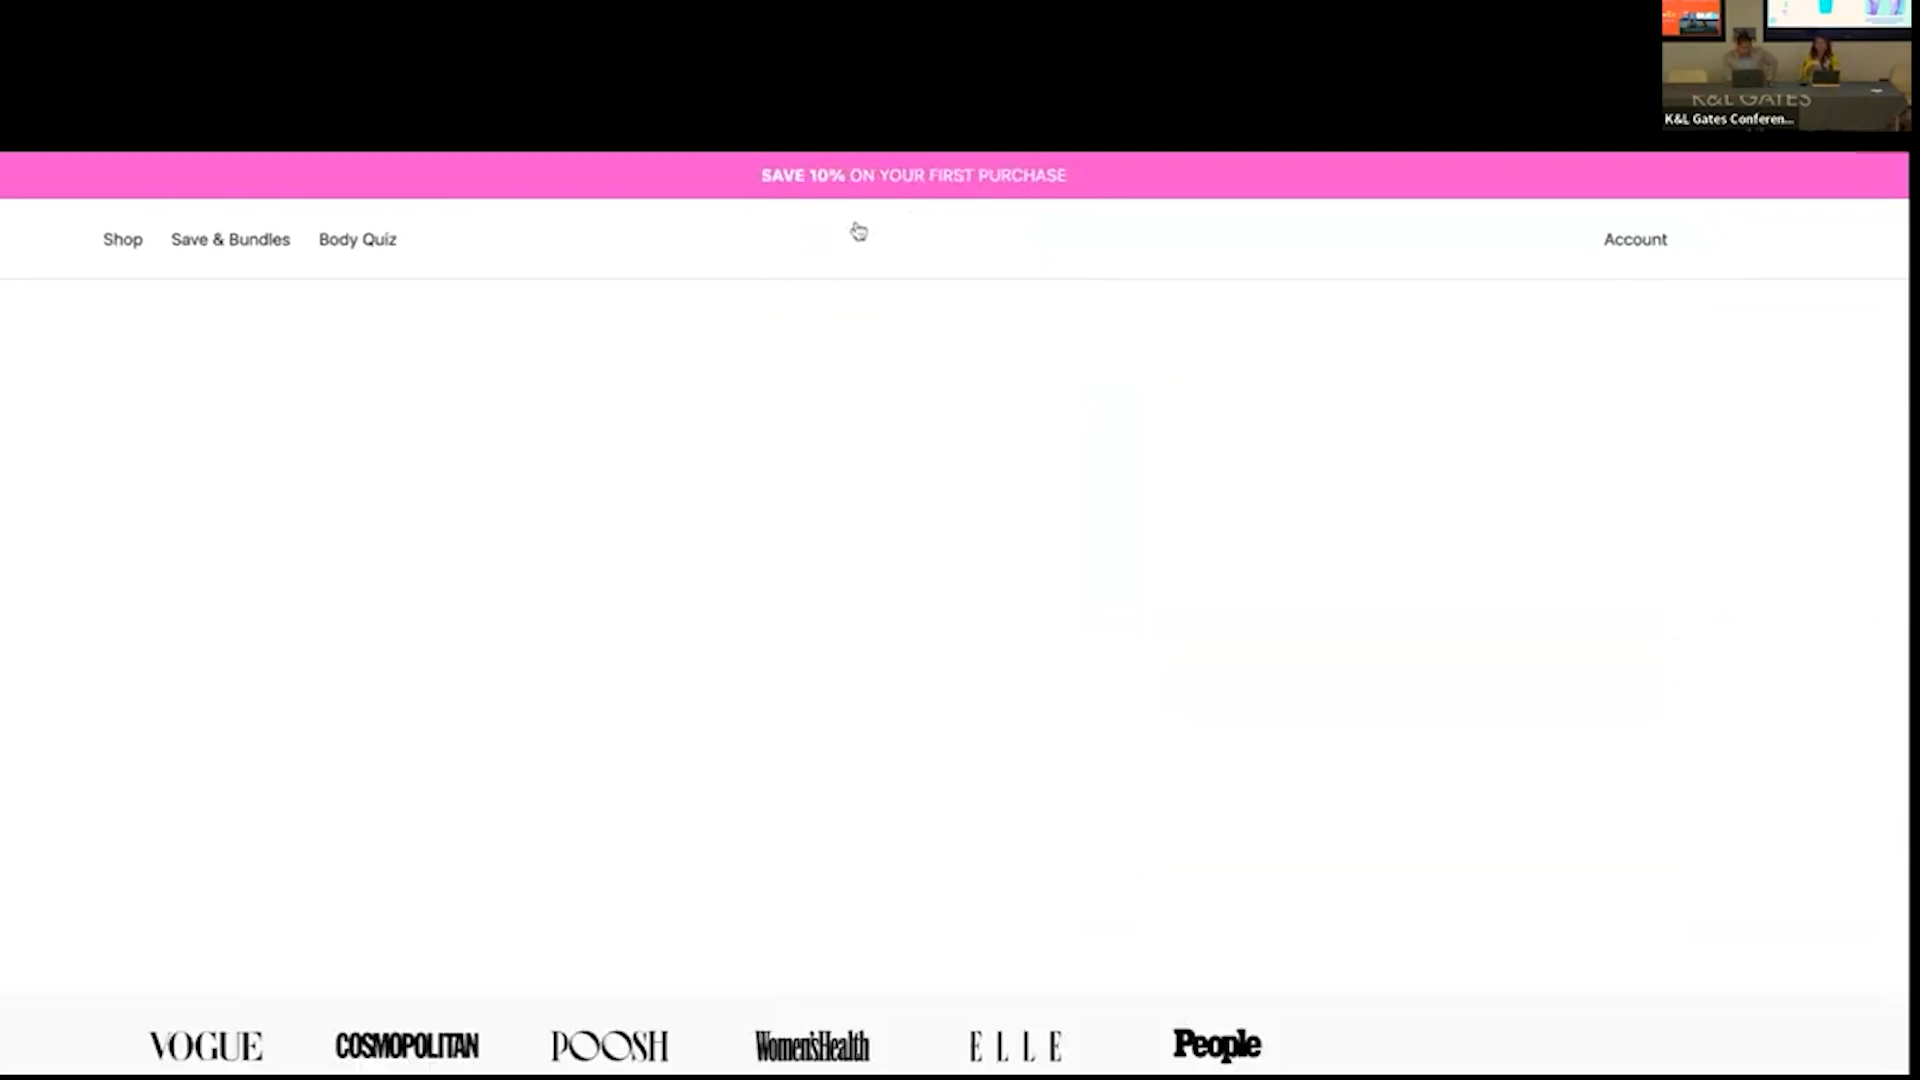 K&L GATES
K&L Gates Conferen...
SAVE 10% ON YOUR FIRST PURCHASE
Shop Save & Bundles Body Quiz Account
VOGUE COSMOPOLITAN POOSH Women'sHealth ELLE People